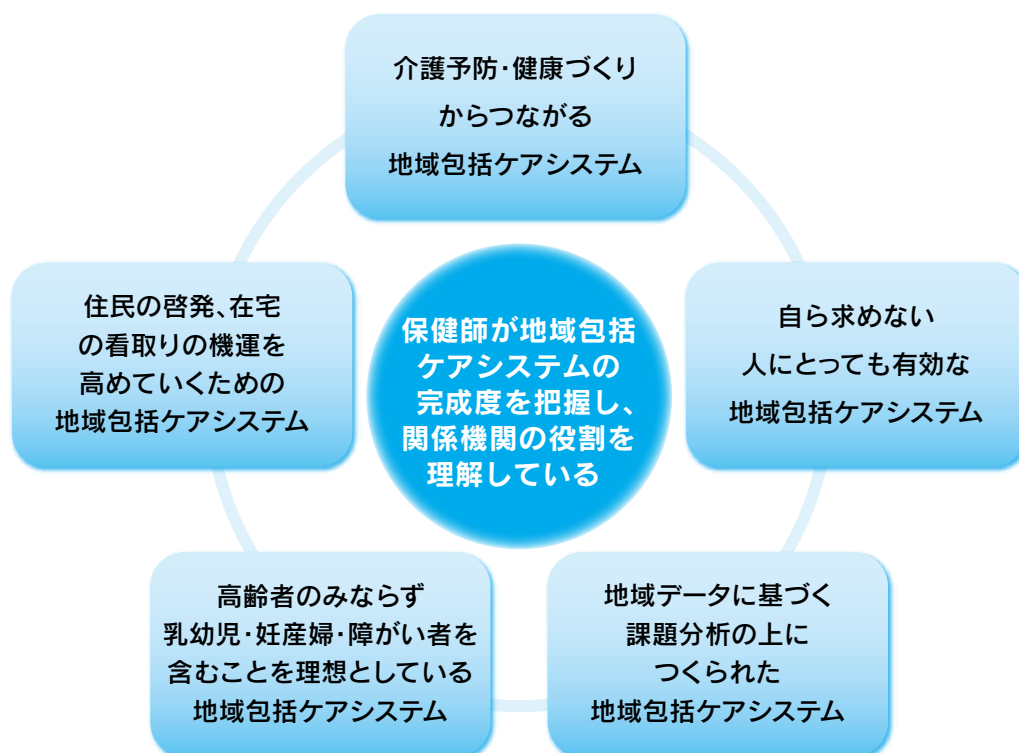 介護予防・健康づくり
からつながる
地域包括ケアシステム
住民の啓発、在宅
の看取りの機運を
高めていくための
地域包括ケアシステム
保健師が地域包括
ケアシステムの
完成度を把握し、
関係機関の役割を
理解している
自ら求めない
人にとっても有効な
地域包括ケアシステム
高齢者のみならず
乳幼児・妊産婦・障がい者を
含むことを理想としている
地域包括ケアシステム
地域データに基づく
課題分析の上に
つくられた
地域包括ケアシステム